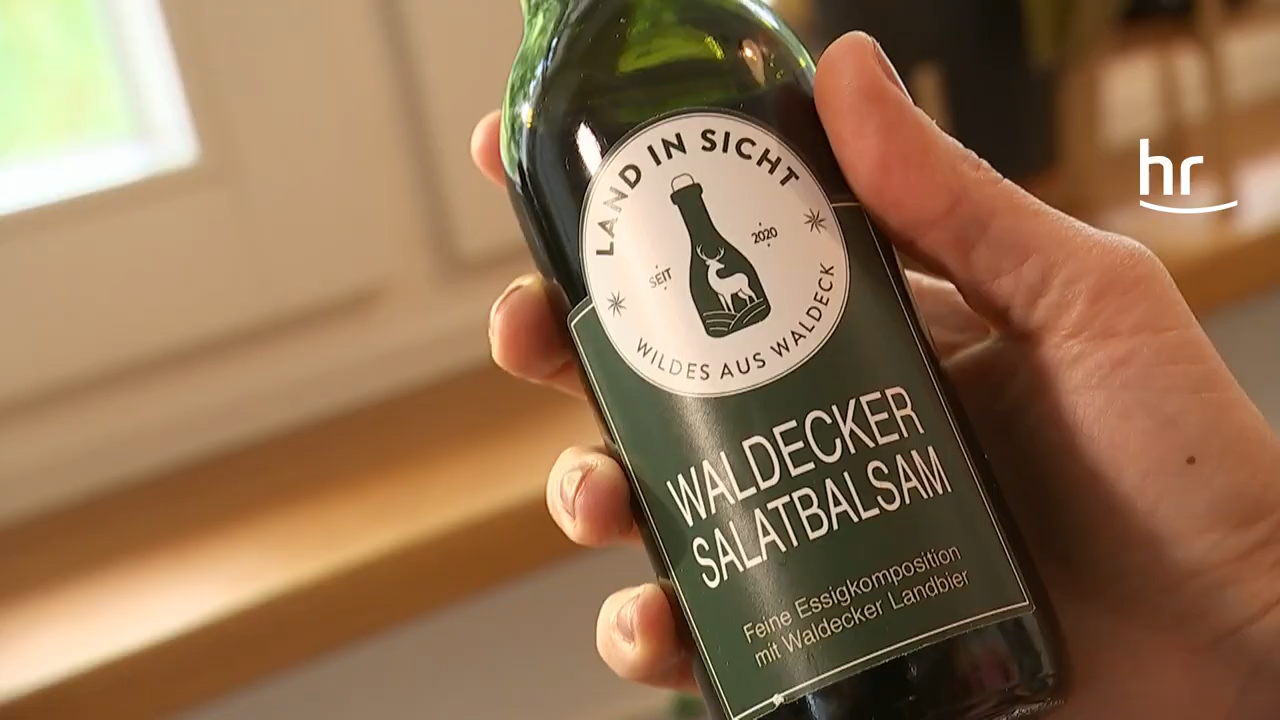 LAND IN SICHT
SEIT 2020
WILDES AUS WALDECK
WALDECKER
SALATBALSAM
Feine Essigkomposition
mit Waldecker Landbier
hr